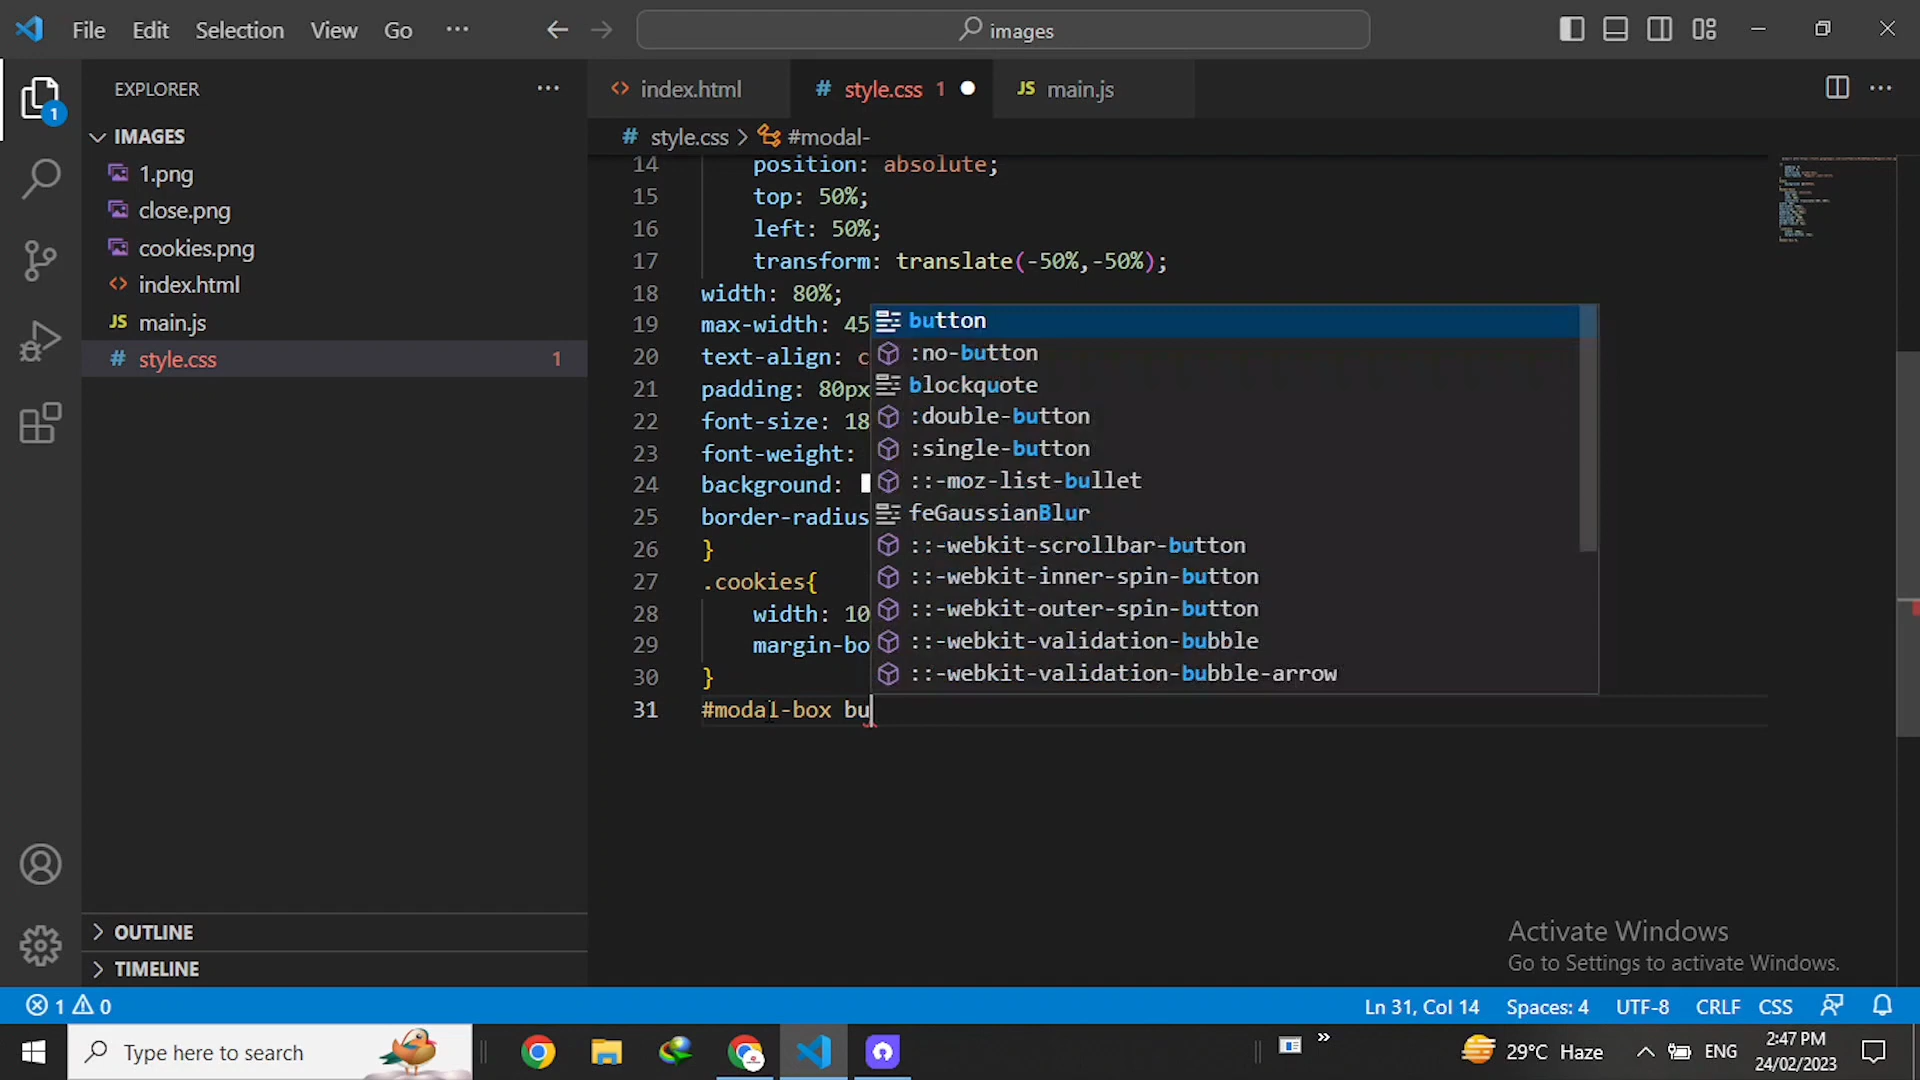 File Edit Selection View Go ··· images
EXPLORER ···
IMAGES
1.png
close.png
cookies.png
index.html
main.js
style.css 1
OUTLINE
TIMELINE
1
index.html style.css 1 main.js
style.css > #modal-
14 position: absolute;
15 top: 50%;
16 left: 50%;
17 transform: translate(-50%,-50%);
18 width: 80%;
19 max-width: 45
20 text-align: c
21 padding: 80px
22 font-size: 18
23 font-weight:
24 background:
25 border-radius
26 }
27 .cookies{
28 width: 10
29 margin-bo
30 }
31 #modal-box bu
button
:no-button
blockquote
:double-button
:single-button
::-moz-list-bullet
feGaussianBlur
::-webkit-scrollbar-button
::-webkit-inner-spin-button
::-webkit-outer-spin-button
::-webkit-validation-bubble
::-webkit-validation-bubble-arrow
Activate Windows
Go to Settings to activate Windows.
1 0 Ln 31, Col 14 Spaces: 4 UTF-8 CRLF CSS
Type here to search 29°C Haze ENG 2:47 PM
24/02/2023